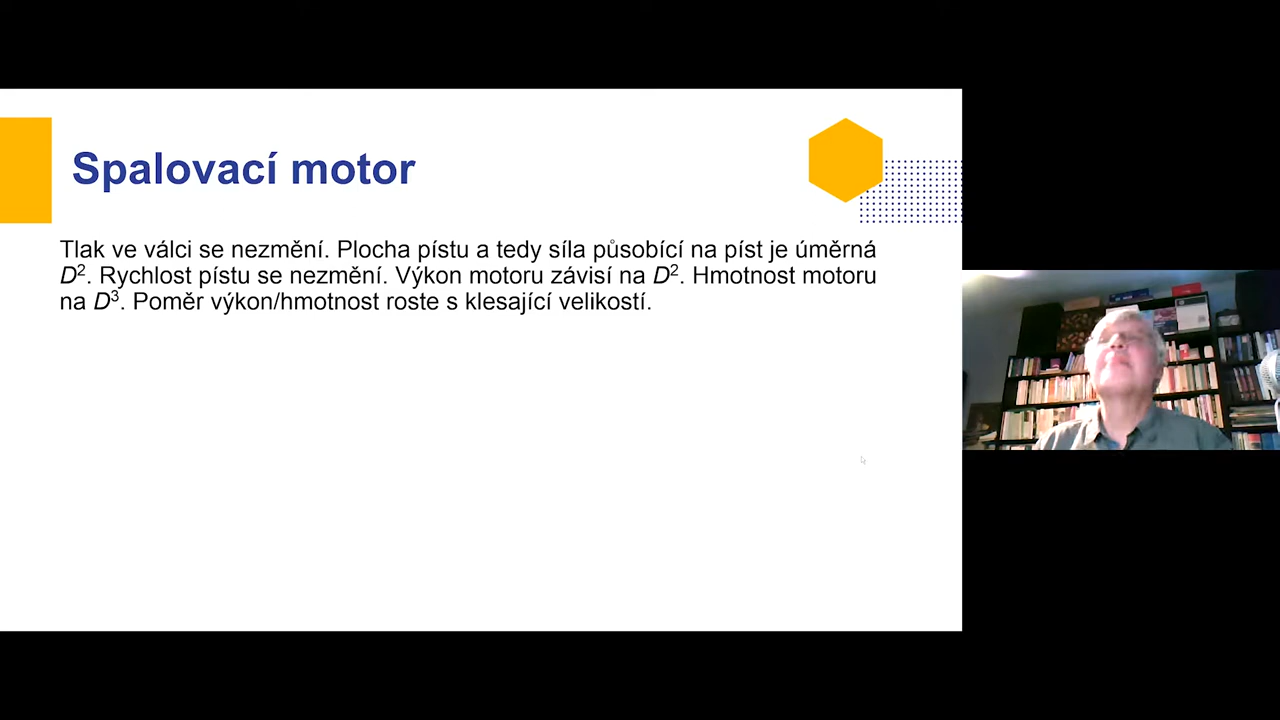 Spalovací motor
Tlak ve válci se nezmění. Plocha pístu a tedy síla působící na píst je úměrná
D². Rychlost pístu se nezmění. Výkon motoru závisí na D². Hmotnost motoru
na D³. Poměr výkon/hmotnost roste s klesající velikostí.